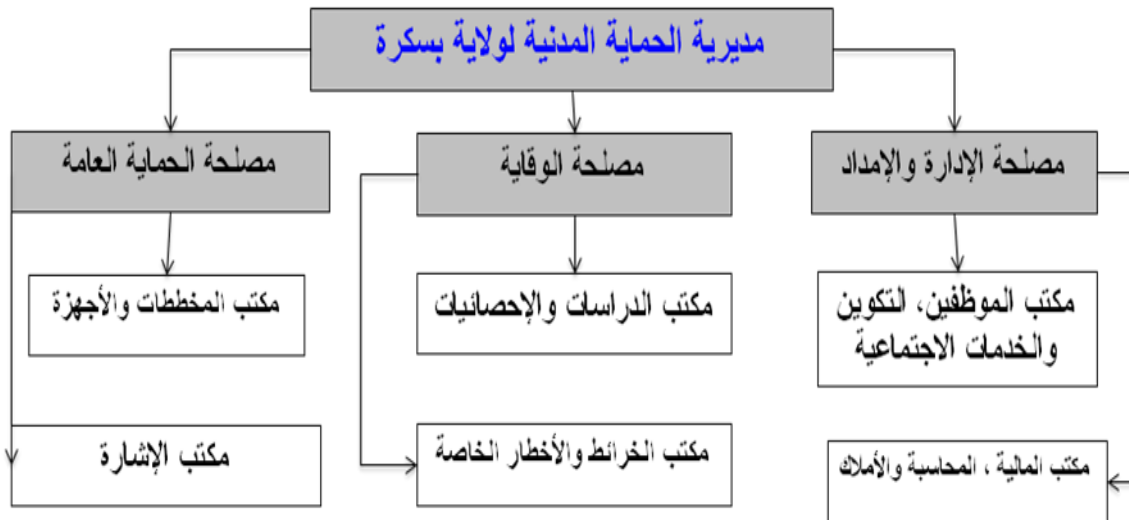 مديرية الحماية المدنية لولاية بسكرة
مصلحة الإدارة والإمداد
مصلحة الوقاية
مصلحة الحماية العامة
مكتب الموظفين، التكوين
والخدمات الاجتماعية
مكتب الدراسات والإحصائيات
مكتب المخططات والأجهزة
مكتب المالية ، المحاسبة والأملاك
مكتب الخرائط والأخطار الخاصة
مكتب الإشارة